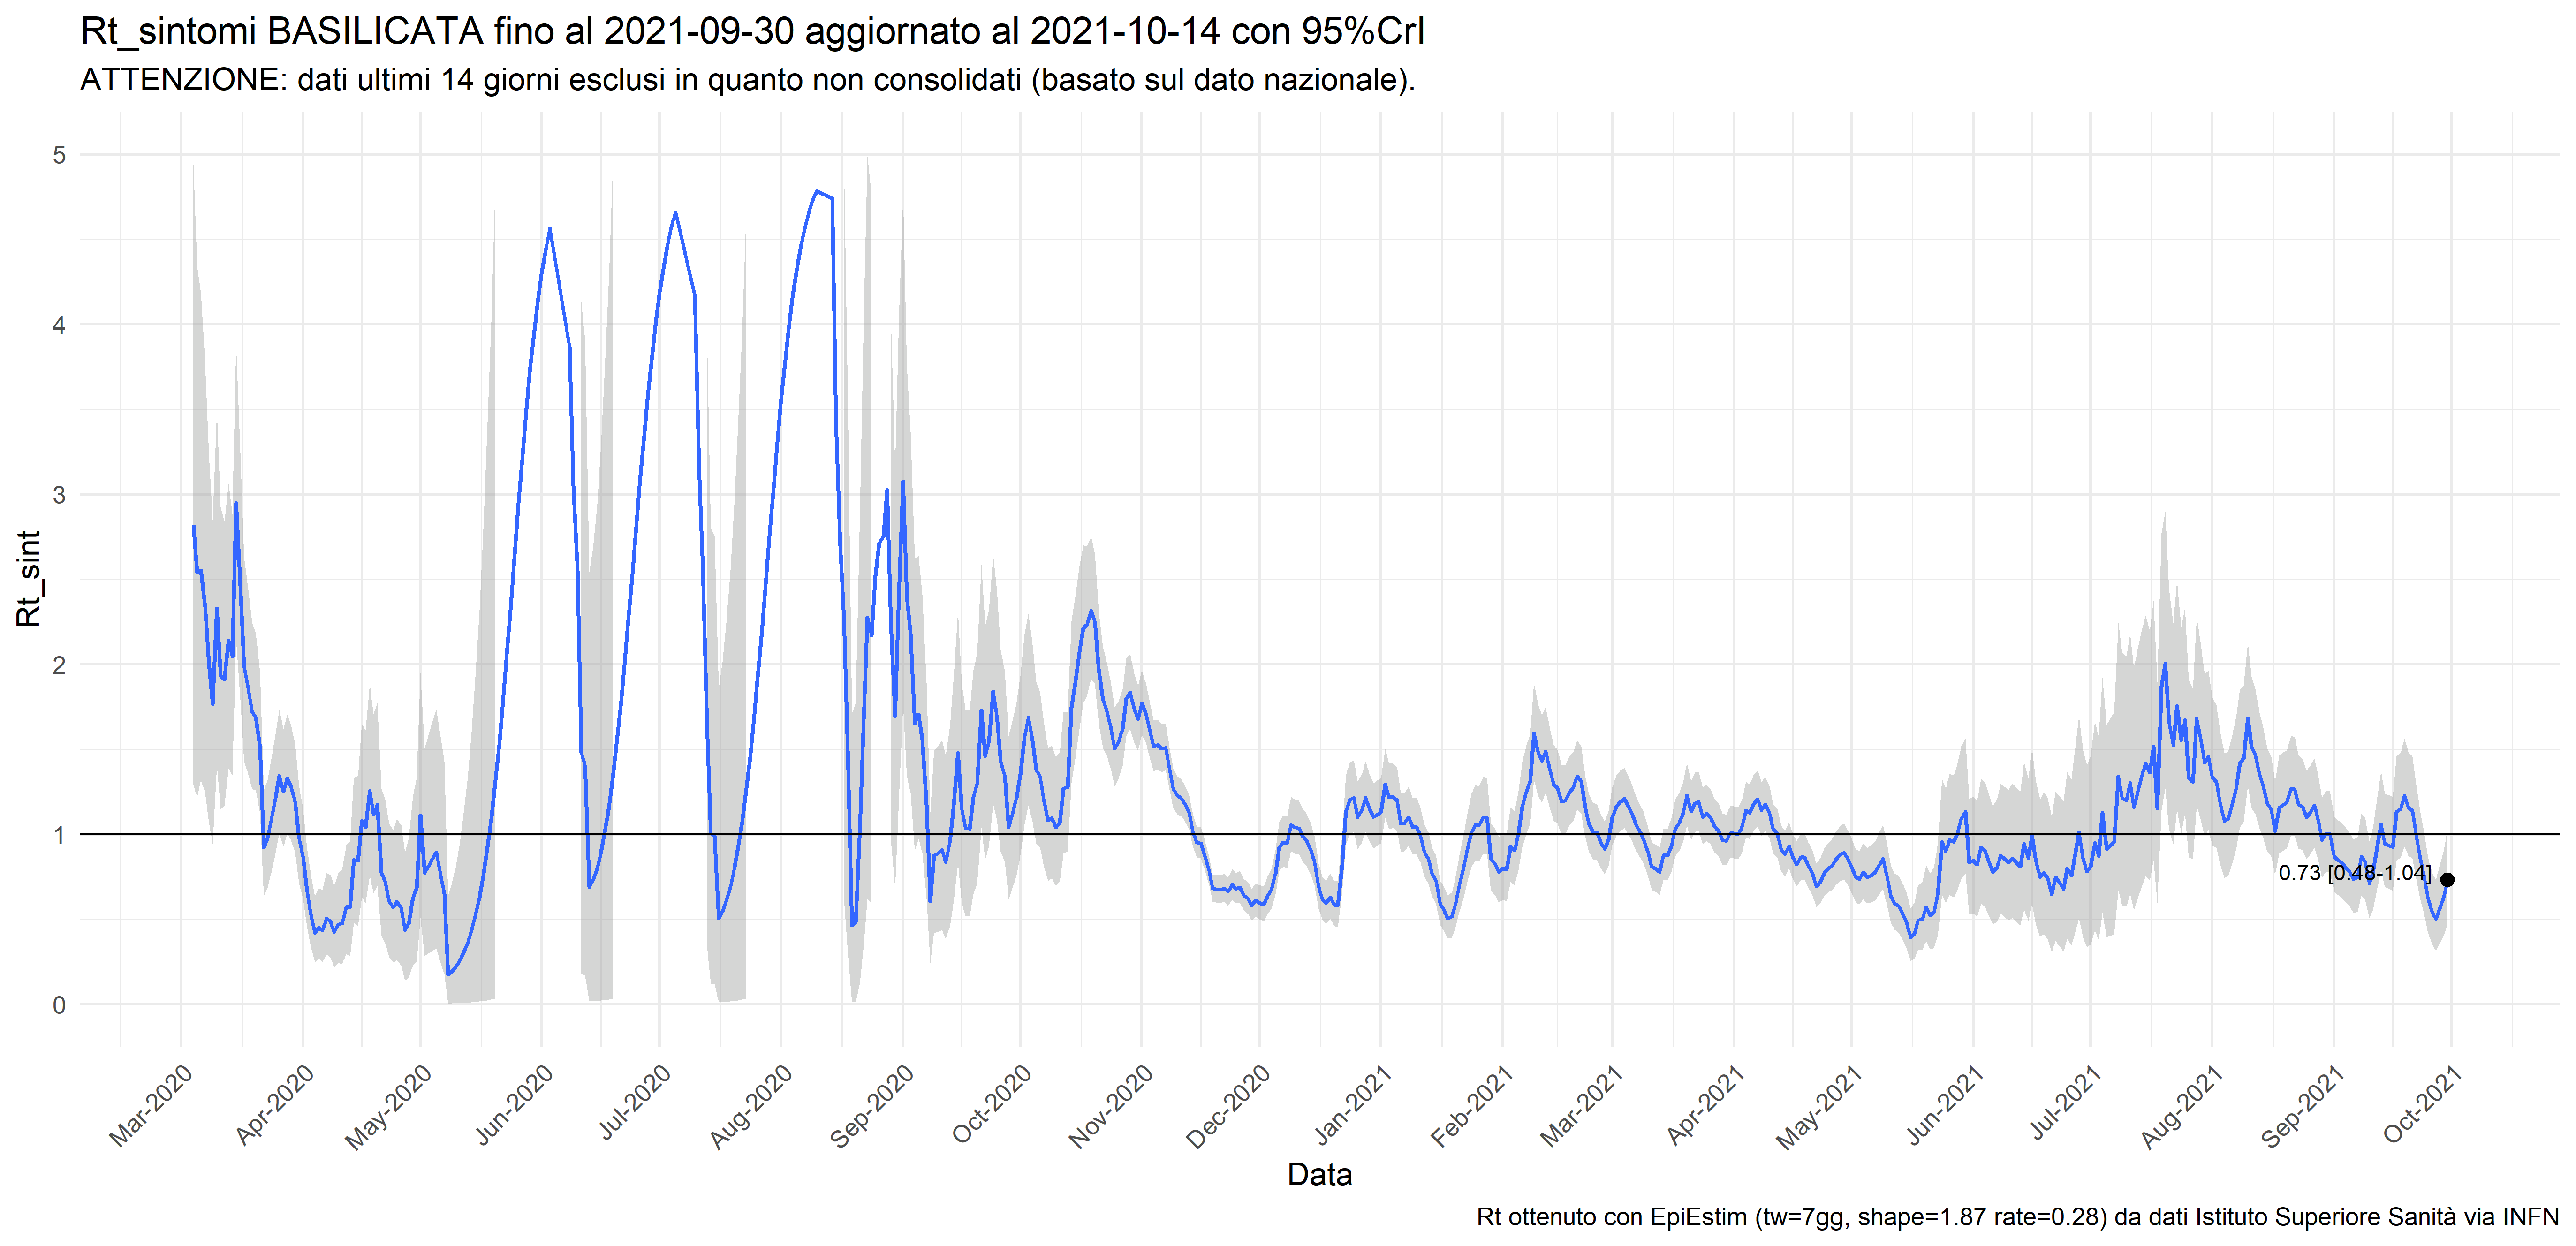 Rt_sintomi BASILICATA fino al 2021-09-30 aggiornato al 2021-10-14 con 95%CrI
ATTENZIONE: dati ultimi 14 giorni esclusi in quanto non consolidati (basato sul dato nazionale).
5
4
3
2
1
0
Rt_sint
0.73 [0.48-1.04]
Mar-2020
Apr-2020
May-2020
Jun-2020
Jul-2020
Aug-2020
Sep-2020
Oct-2020
Nov-2020
Dec-2020
Jan-2021
Feb-2021
Mar-2021
Apr-2021
May-2021
Jun-2021
Jul-2021
Aug-2021
Sep-2021
Oct-2021
Data
Rt ottenuto con EpiEstim (tw=7gg, shape=1.87 rate=0.28) da dati Istituto Superiore Sanità via INFN